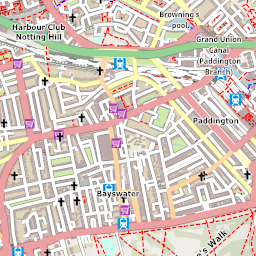 Browning's
pool
Harbour Club
Notting Hill
Grand Union
Canal
(Paddington
Branch)
Paddington
Bayswater
's Walk